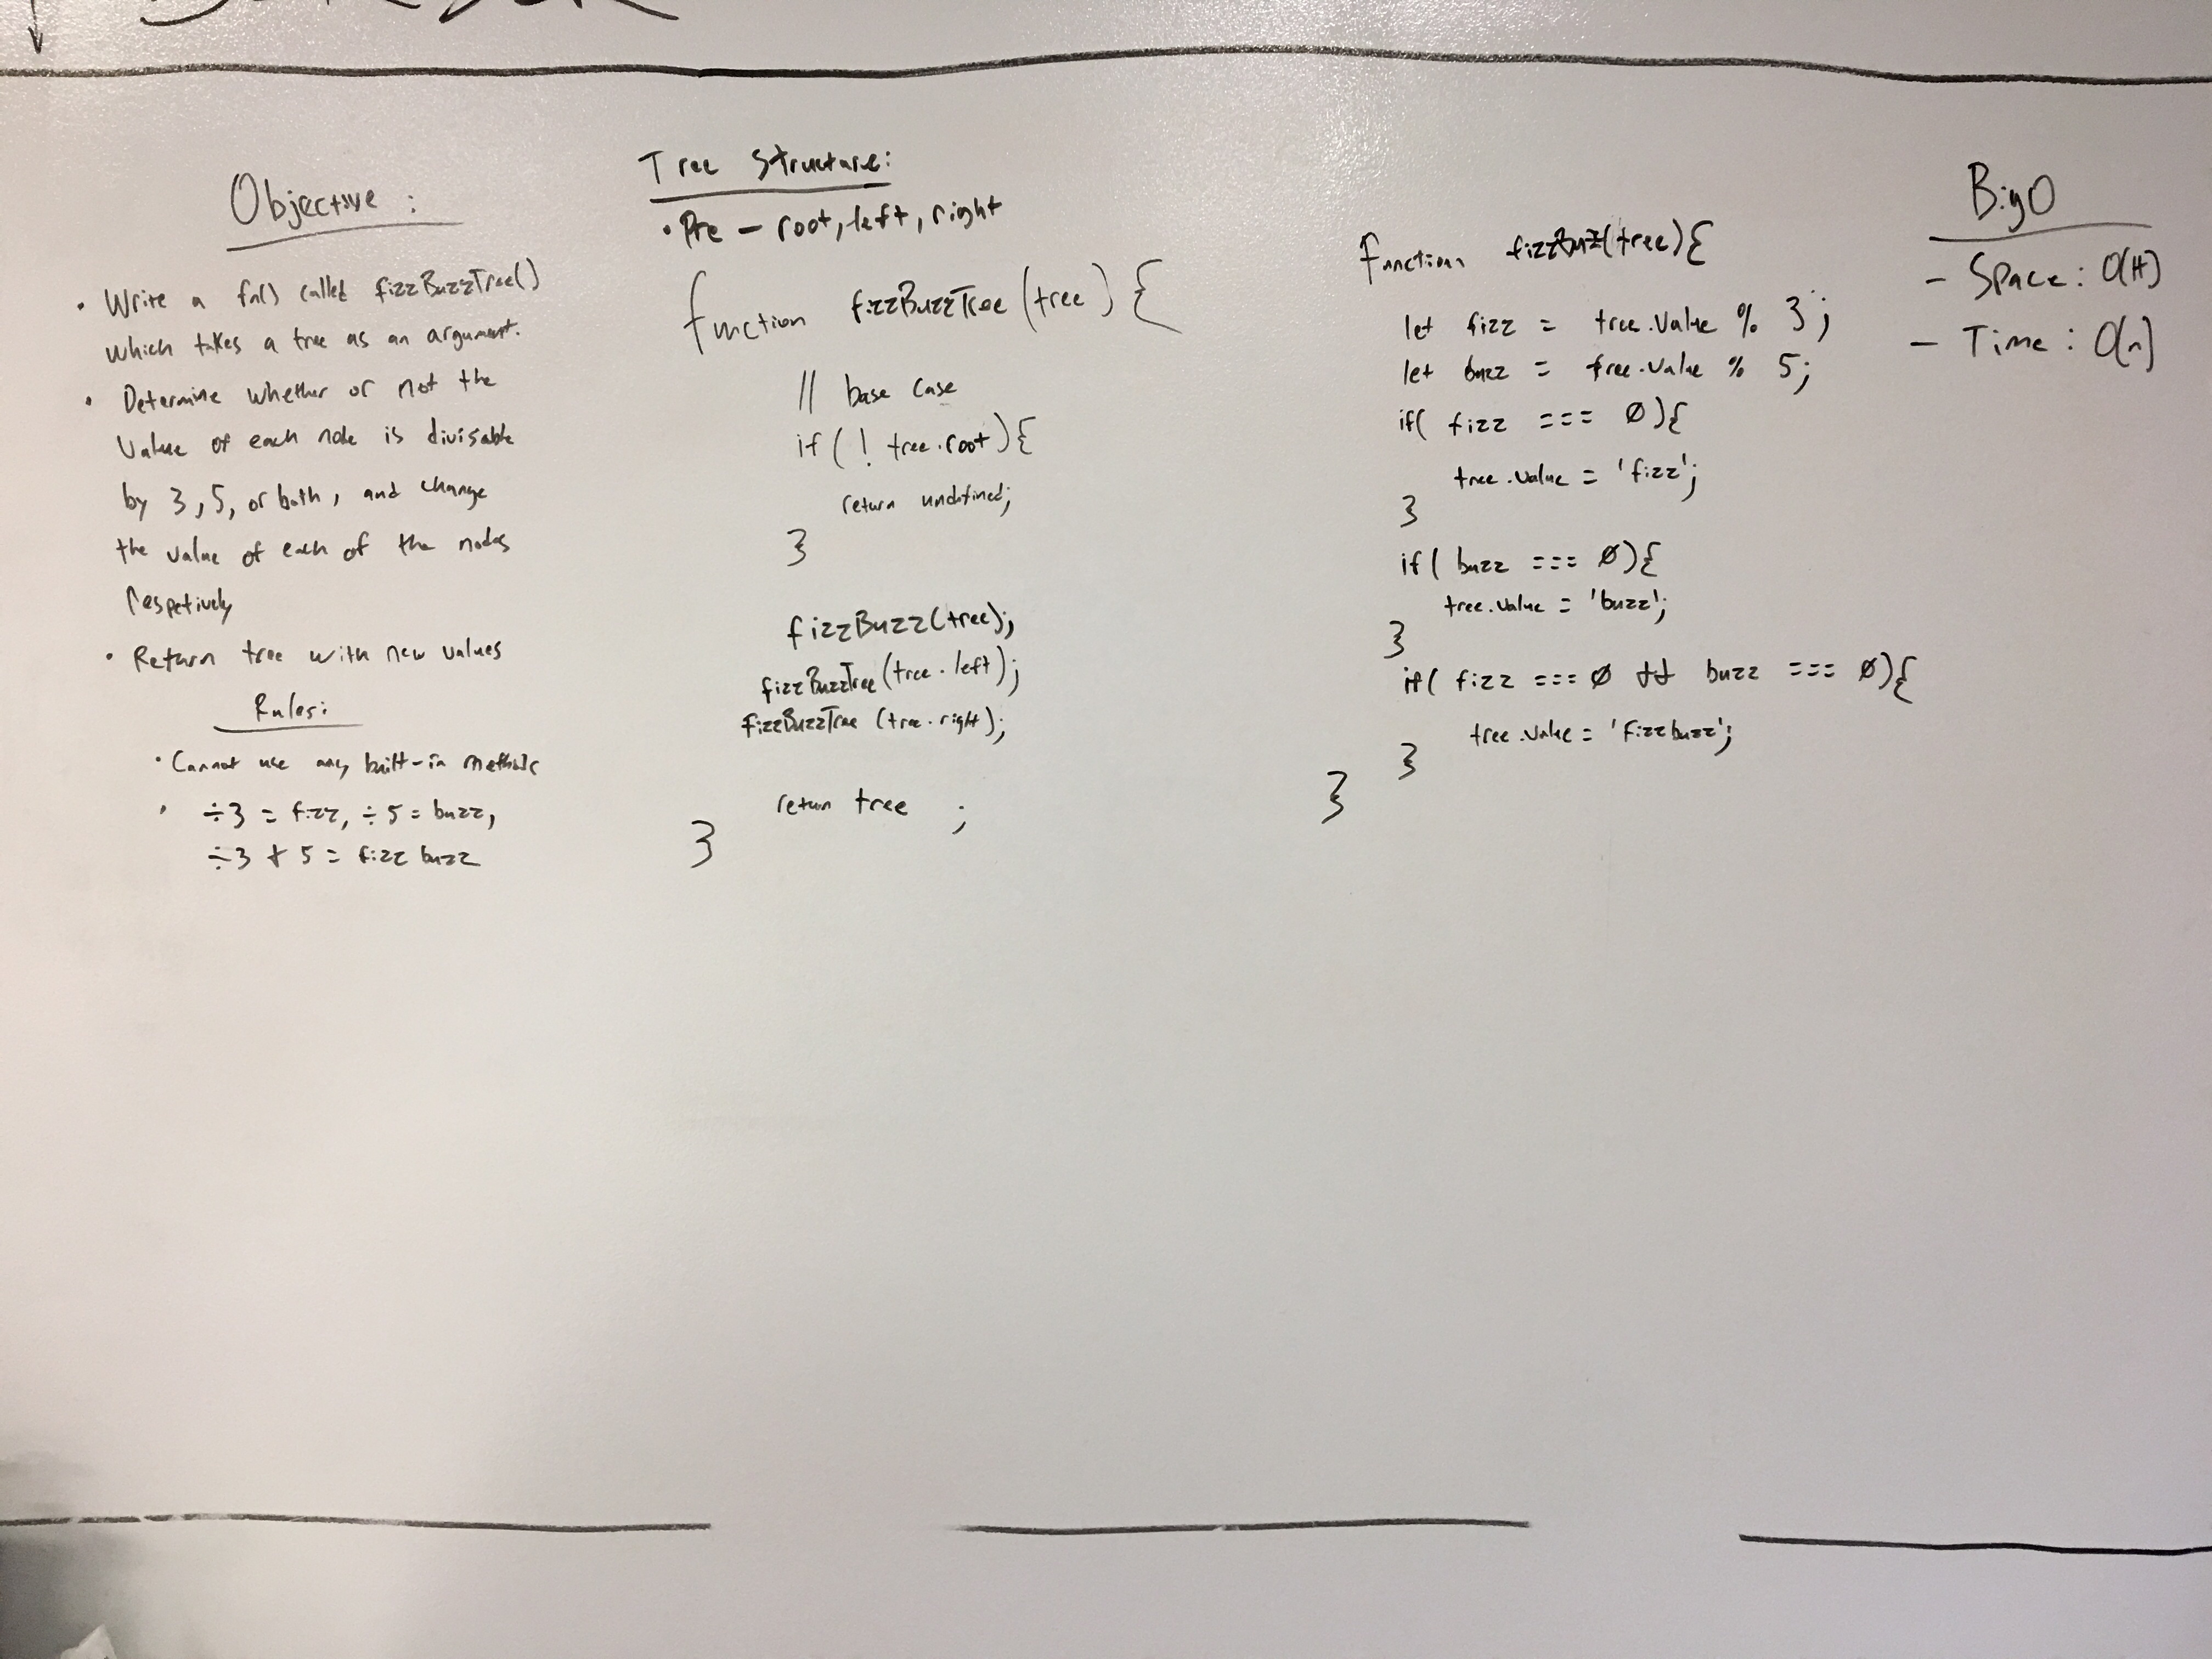 Objective :
• Write a fn() called fizzBuzzTree()
which takes a tree as an argument.
• Determine whether or not the
value of each node is divisable
by 3, 5, or both, and change
the value of each of the nodes
respetively
• Return tree with new values
Rules:
• Cannot use any built-in methods
• ÷3 = fizz, ÷5 = buzz,
÷3 + 5 = fizz buzz
Tree Structure:
• Pre – root, left, right
function fizzBuzzTree (tree) {
// base case
if ( ! tree.root){
return undefined;
}
fizzBuzz(tree);
fizzBuzzTree (tree.left);
fizzBuzzTree (tree.right);
return tree ;
}
function fizzBuzz(tree){
let fizz = tree.value % 3;
let buzz = tree.value % 5;
if( fizz === 0){
tree.value = 'fizz';
}
if( buzz === 0){
tree.value = 'buzz';
}
if( fizz === 0 && buzz === 0){
tree.value = 'fizzbuzz';
}
}
BigO
- Space: O(H)
- Time: O(n)